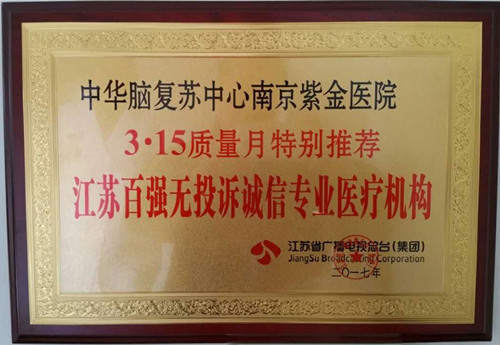 中华脑复苏中心南京紫金医院
3·15质量月特别推荐
江苏百强无投诉诚信专业医疗机构
江苏省广播电视总台(集团)
JiangSu Broadcasting Corporation
二〇一七年